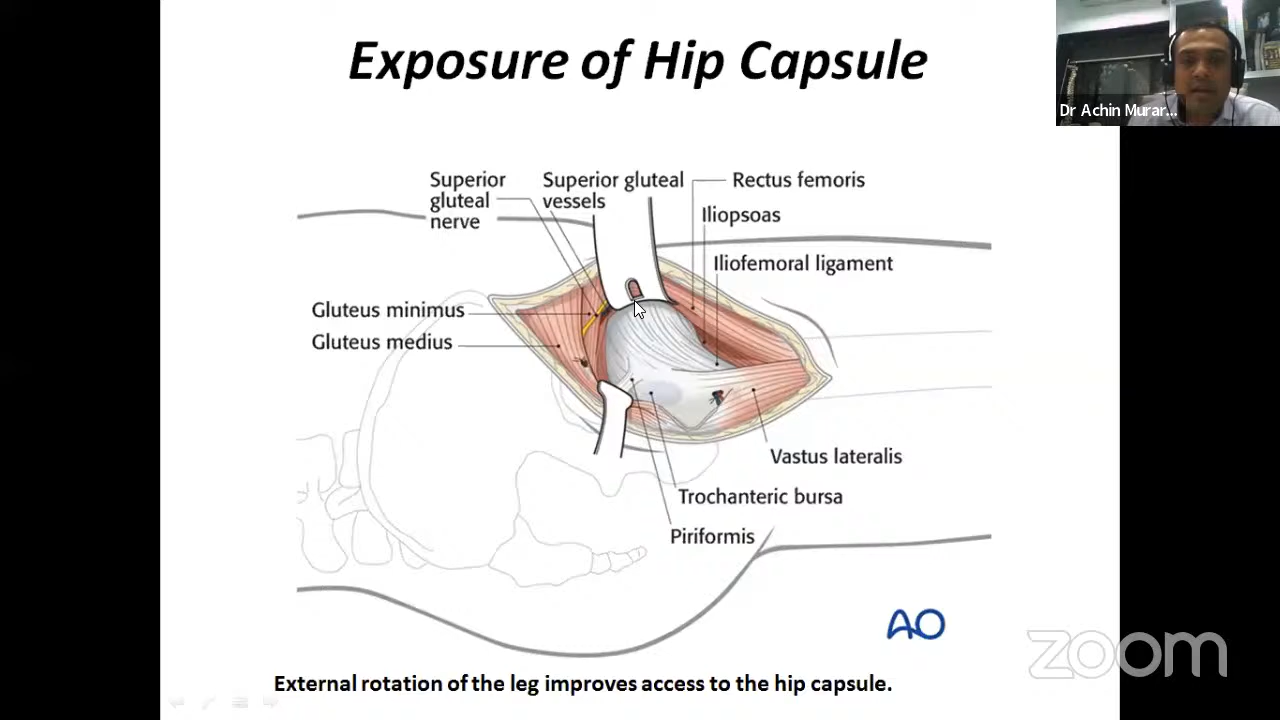 Exposure of Hip Capsule
Dr Achin Murar...
Superior
gluteal
nerve
Superior gluteal
vessels
Rectus femoris
Iliopsoas
Iliofemoral ligament
Gluteus minimus
Gluteus medius
Vastus lateralis
Trochanteric bursa
Piriformis
AO
zoom
External rotation of the leg improves access to the hip capsule.